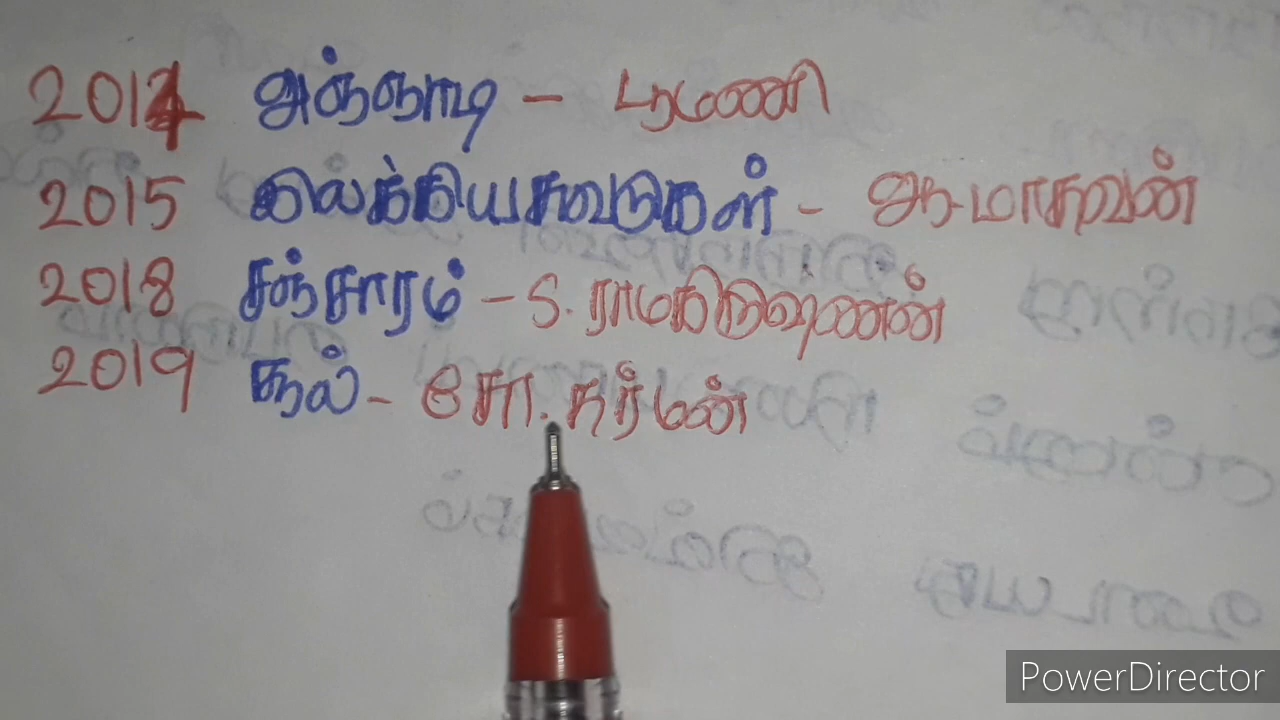 2014 அஞ்ஞாடி - பூமணி
2015 இலக்கியசுவடுகள் - ஆ.மாதவன்
2018 சஞ்சாரம் - S. ராமகிருஷ்ணன்
2019 சூல் - சோ. தர்மன்
PowerDirector